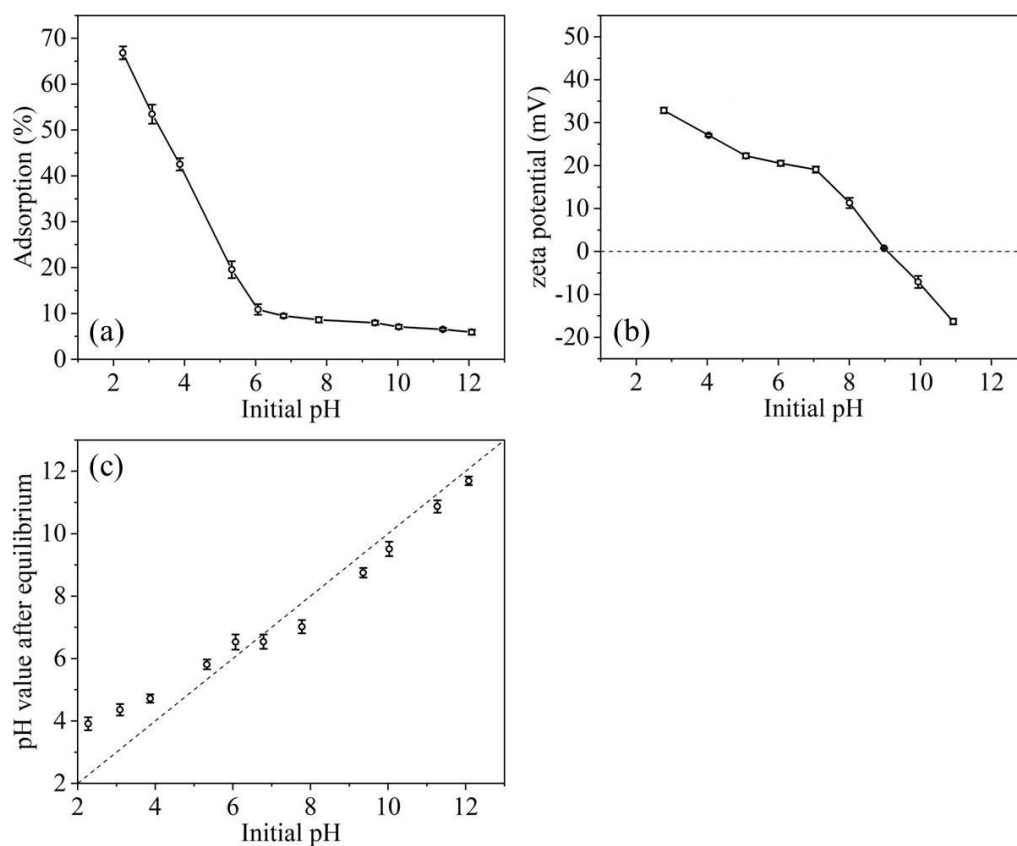 70
60
50
40
30
20
10
0
Adsorption (%)
(a)
2 4 6 8 10 12
Initial pH
50
40
30
20
10
0
-10
-20
zeta potential (mV)
(b)
2 4 6 8 10 12
Initial pH
12
10
8
6
4
2
pH value after equilibrium
(c)
2 4 6 8 10 12
Initial pH